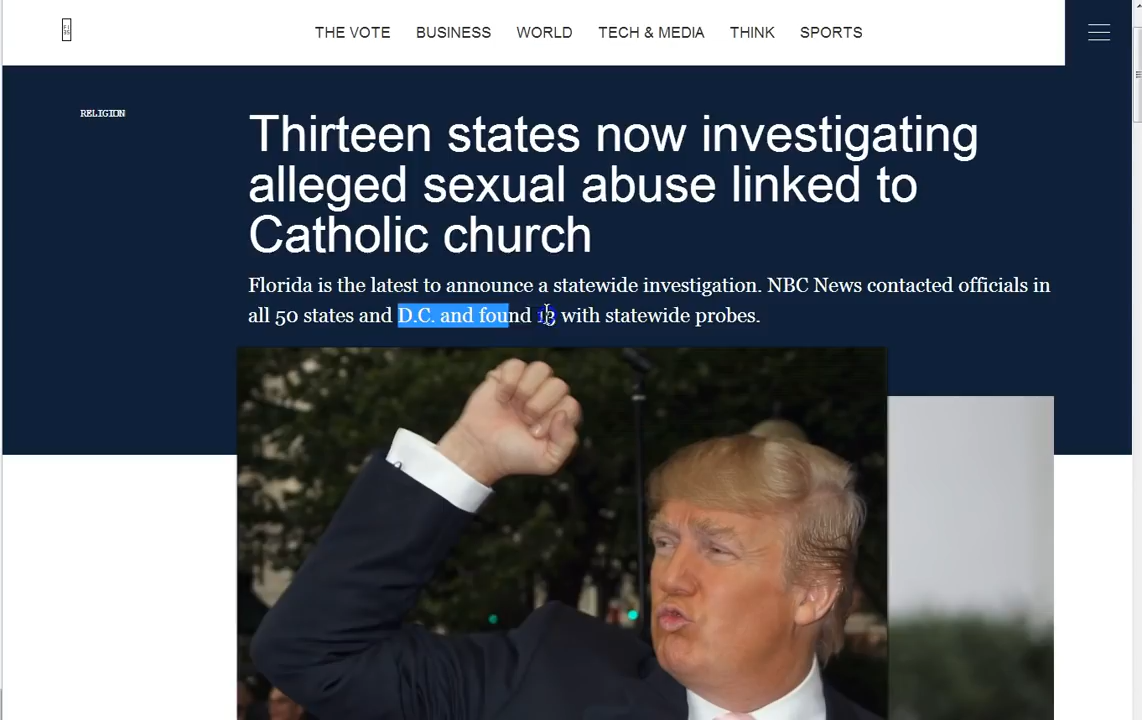 THE VOTE BUSINESS WORLD TECH & MEDIA THINK SPORTS
RELIGION
Thirteen states now investigating
alleged sexual abuse linked to
Catholic church
Florida is the latest to announce a statewide investigation. NBC News contacted officials in
all 50 states and D.C. and found 13 with statewide probes.